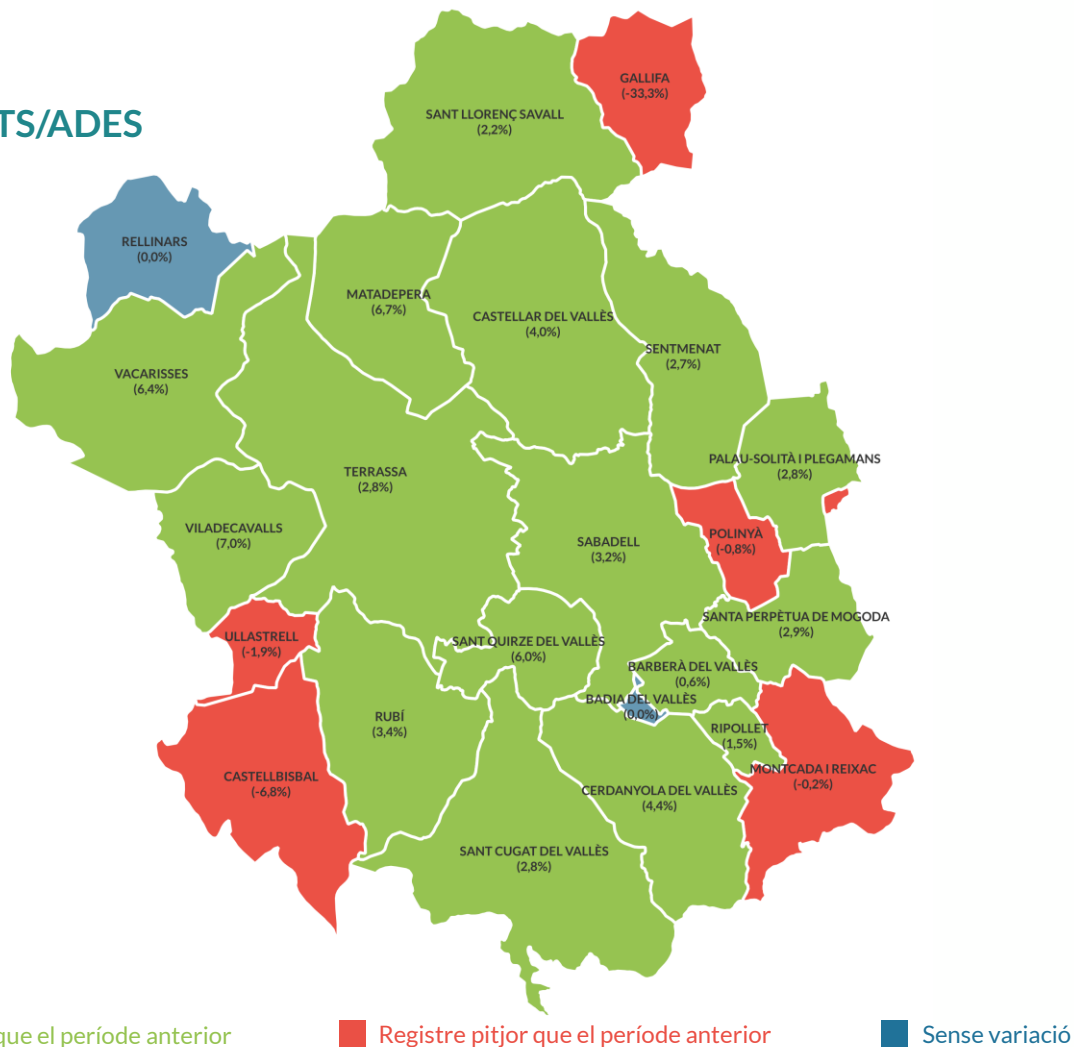 TS/ADES
GALLIFA
(-33,3%)
SANT LLORENÇ SAVALL
(2,2%)
RELLINARS
(0,0%)
MATADEPERA
(6,7%)
CASTELLAR DEL VALLÈS
(4,0%)
SENTMENAT
(2,7%)
VACARISSES
(6,4%)
PALAU-SOLITÀ I PLEGAMANS
(2,8%)
TERRASSA
(2,8%)
VILADECAVALLS
(7,0%)
SABADELL
(3,2%)
POLINYÀ
(-0,8%)
SANTA PERPÈTUA DE MOGODA
(2,9%)
ULLASTRELL
(-1,9%)
SANT QUIRZE DEL VALLÈS
(6,0%)
BARBERÀ DEL VALLÈS
(0,6%)
BADIA DEL VALLÈS
(0,0%)
RUBÍ
(3,4%)
RIPOLLET
(1,5%)
CASTELLBISBAL
(-6,8%)
MONTCADA I REIXAC
(-0,2%)
CERDANYOLA DEL VALLÈS
(4,4%)
SANT CUGAT DEL VALLÈS
(2,8%)
que el període anterior
Registre pitjor que el període anterior
Sense variació